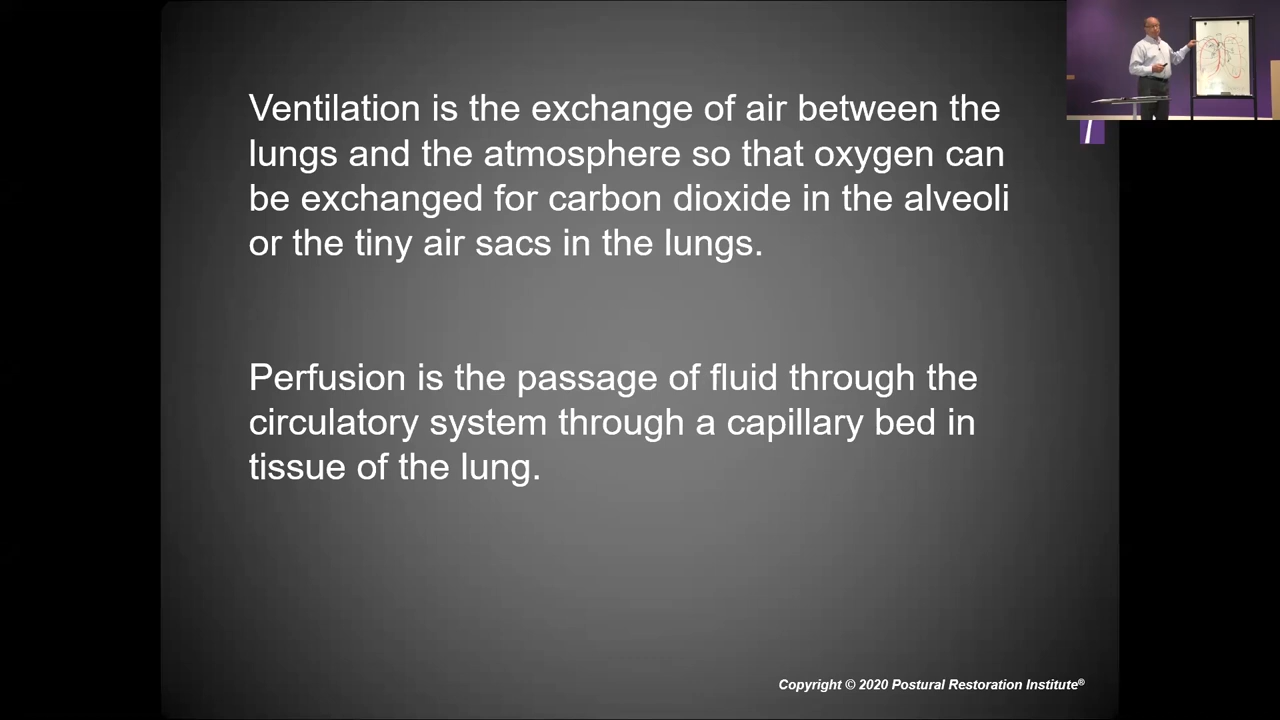 Ventilation is the exchange of air between the
lungs and the atmosphere so that oxygen can
be exchanged for carbon dioxide in the alveoli
or the tiny air sacs in the lungs.
Perfusion is the passage of fluid through the
circulatory system through a capillary bed in
tissue of the lung.
Copyright © 2020 Postural Restoration Institute®